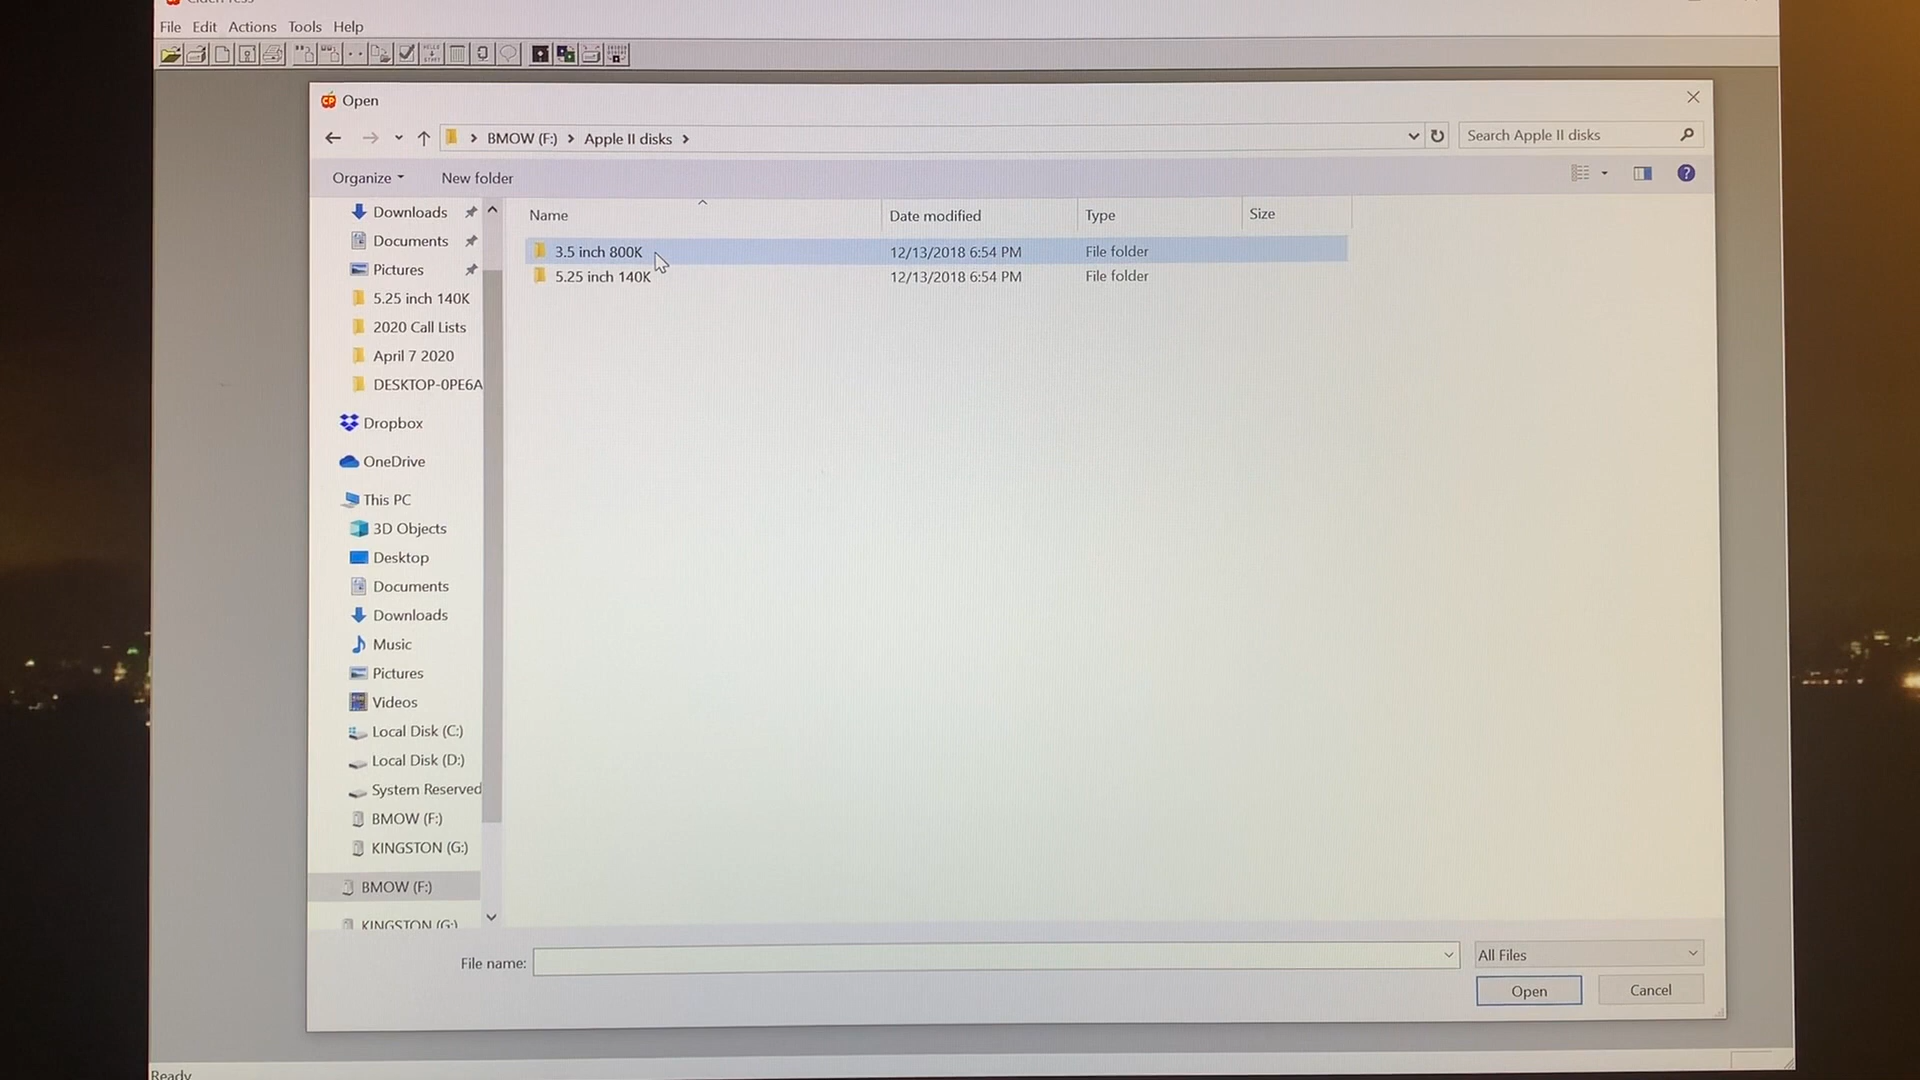 File Edit Actions Tools Help
CP Open
BMOW (F:) Apple II disks
Search Apple II disks
Organize New folder
Name Date modified Type Size
3.5 inch 800K 12/13/2018 6:54 PM File folder
5.25 inch 140K 12/13/2018 6:54 PM File folder
Downloads
Documents
Pictures
5.25 inch 140K
2020 Call Lists
April 7 2020
DESKTOP-0PE6A
Dropbox
OneDrive
This PC
3D Objects
Desktop
Documents
Downloads
Music
Pictures
Videos
Local Disk (C:)
Local Disk (D:)
System Reserved
BMOW (F:)
KINGSTON (G:)
BMOW (F:)
KINGSTON (G:)
File name:
All Files
Open Cancel
Ready